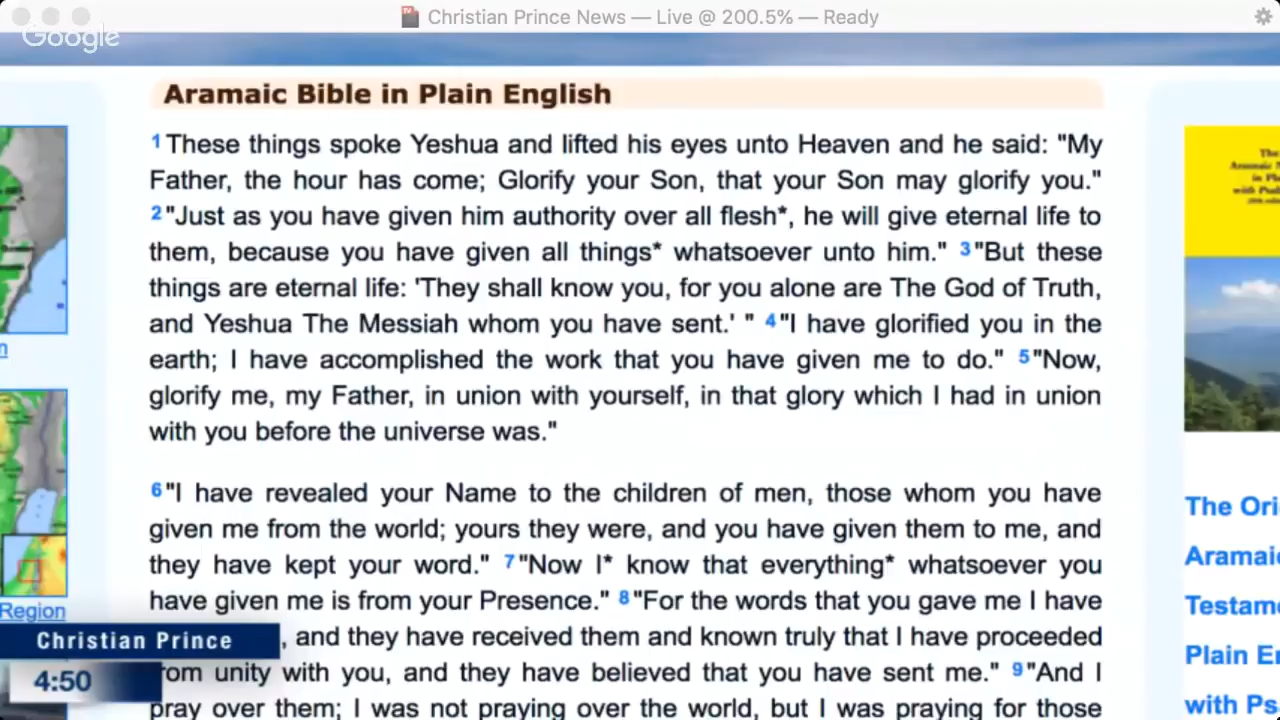 Christian Prince News — Live @ 200.5% — Ready
Google
Aramaic Bible in Plain English
1 These things spoke Yeshua and lifted his eyes unto Heaven and he said: "My
Father, the hour has come; Glorify your Son, that your Son may glorify you."
2 "Just as you have given him authority over all flesh*, he will give eternal life to
them, because you have given all things* whatsoever unto him." 3 "But these
things are eternal life: 'They shall know you, for you alone are The God of Truth,
and Yeshua The Messiah whom you have sent.' " 4 "I have glorified you in the
earth; I have accomplished the work that you have given me to do." 5 "Now,
glorify me, my Father, in union with yourself, in that glory which I had in union
with you before the universe was."
6 "I have revealed your Name to the children of men, those whom you have
given me from the world; yours they were, and you have given them to me, and
they have kept your word." 7 "Now I* know that everything* whatsoever you
have given me is from your Presence." 8 "For the words that you gave me I have
, and they have received them and known truly that I have proceeded
from unity with you, and they have believed that you have sent me." 9 "And I
pray over them; I was not praying over the world, but I was praying for those
n
Region
Christian Prince
4:50
The
Aramaic
in Pla
with Psa
The Ori
Aramaic
Testame
Plain En
with Ps